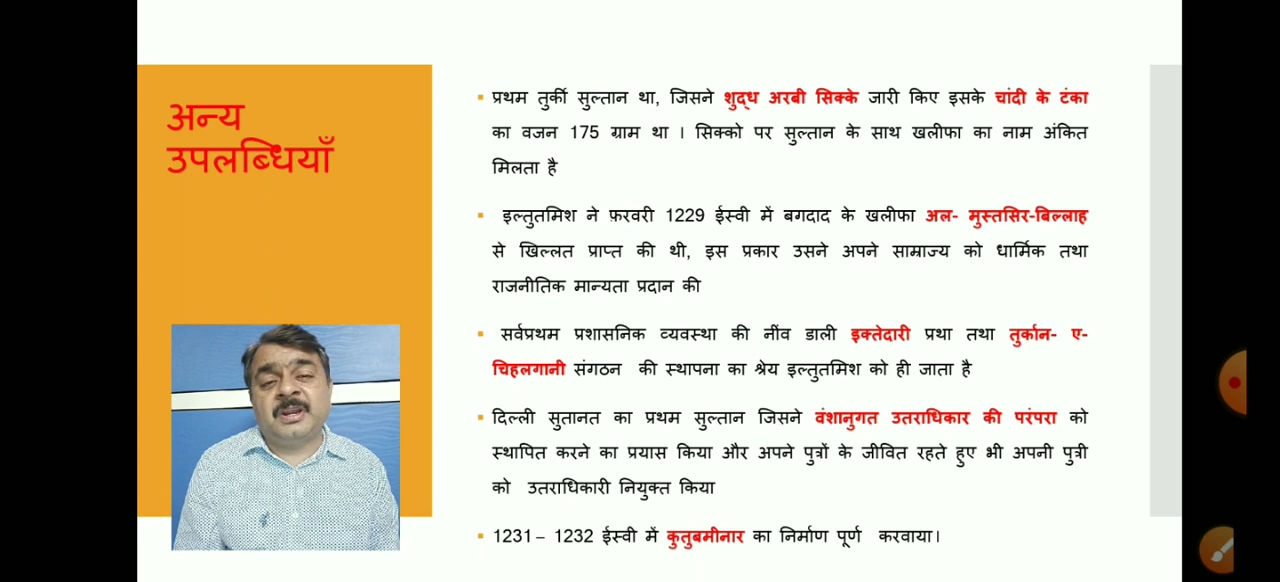 अन्य
उपलब्धियाँ
प्रथम तुर्की सुल्तान था, जिसने शुद्ध अरबी सिक्के जारी किए इसके चांदी के टंका
का वजन 175 ग्राम था । सिक्को पर सुल्तान के साथ खलीफा का नाम अंकित
मिलता है
इल्तुतमिश ने फ़रवरी 1229 ईस्वी में बगदाद के खलीफा अल- मुस्तसिर-बिल्लाह
से खिल्लत प्राप्त की थी, इस प्रकार उसने अपने साम्राज्य को धार्मिक तथा
राजनीतिक मान्यता प्रदान की
सर्वप्रथम प्रशासनिक व्यवस्था की नींव डाली इक्तेदारी प्रथा तथा तुर्कान- ए-
चिहलगानी संगठन की स्थापना का श्रेय इल्तुतमिश को ही जाता है
दिल्ली सुतानत का प्रथम सुल्तान जिसने वंशानुगत उतराधिकार की परंपरा को
स्थापित करने का प्रयास किया और अपने पुत्रों के जीवित रहते हुए भी अपनी पुत्री
को उतराधिकारी नियुक्त किया
1231– 1232 ईस्वी में कुतुबमीनार का निर्माण पूर्ण करवाया।